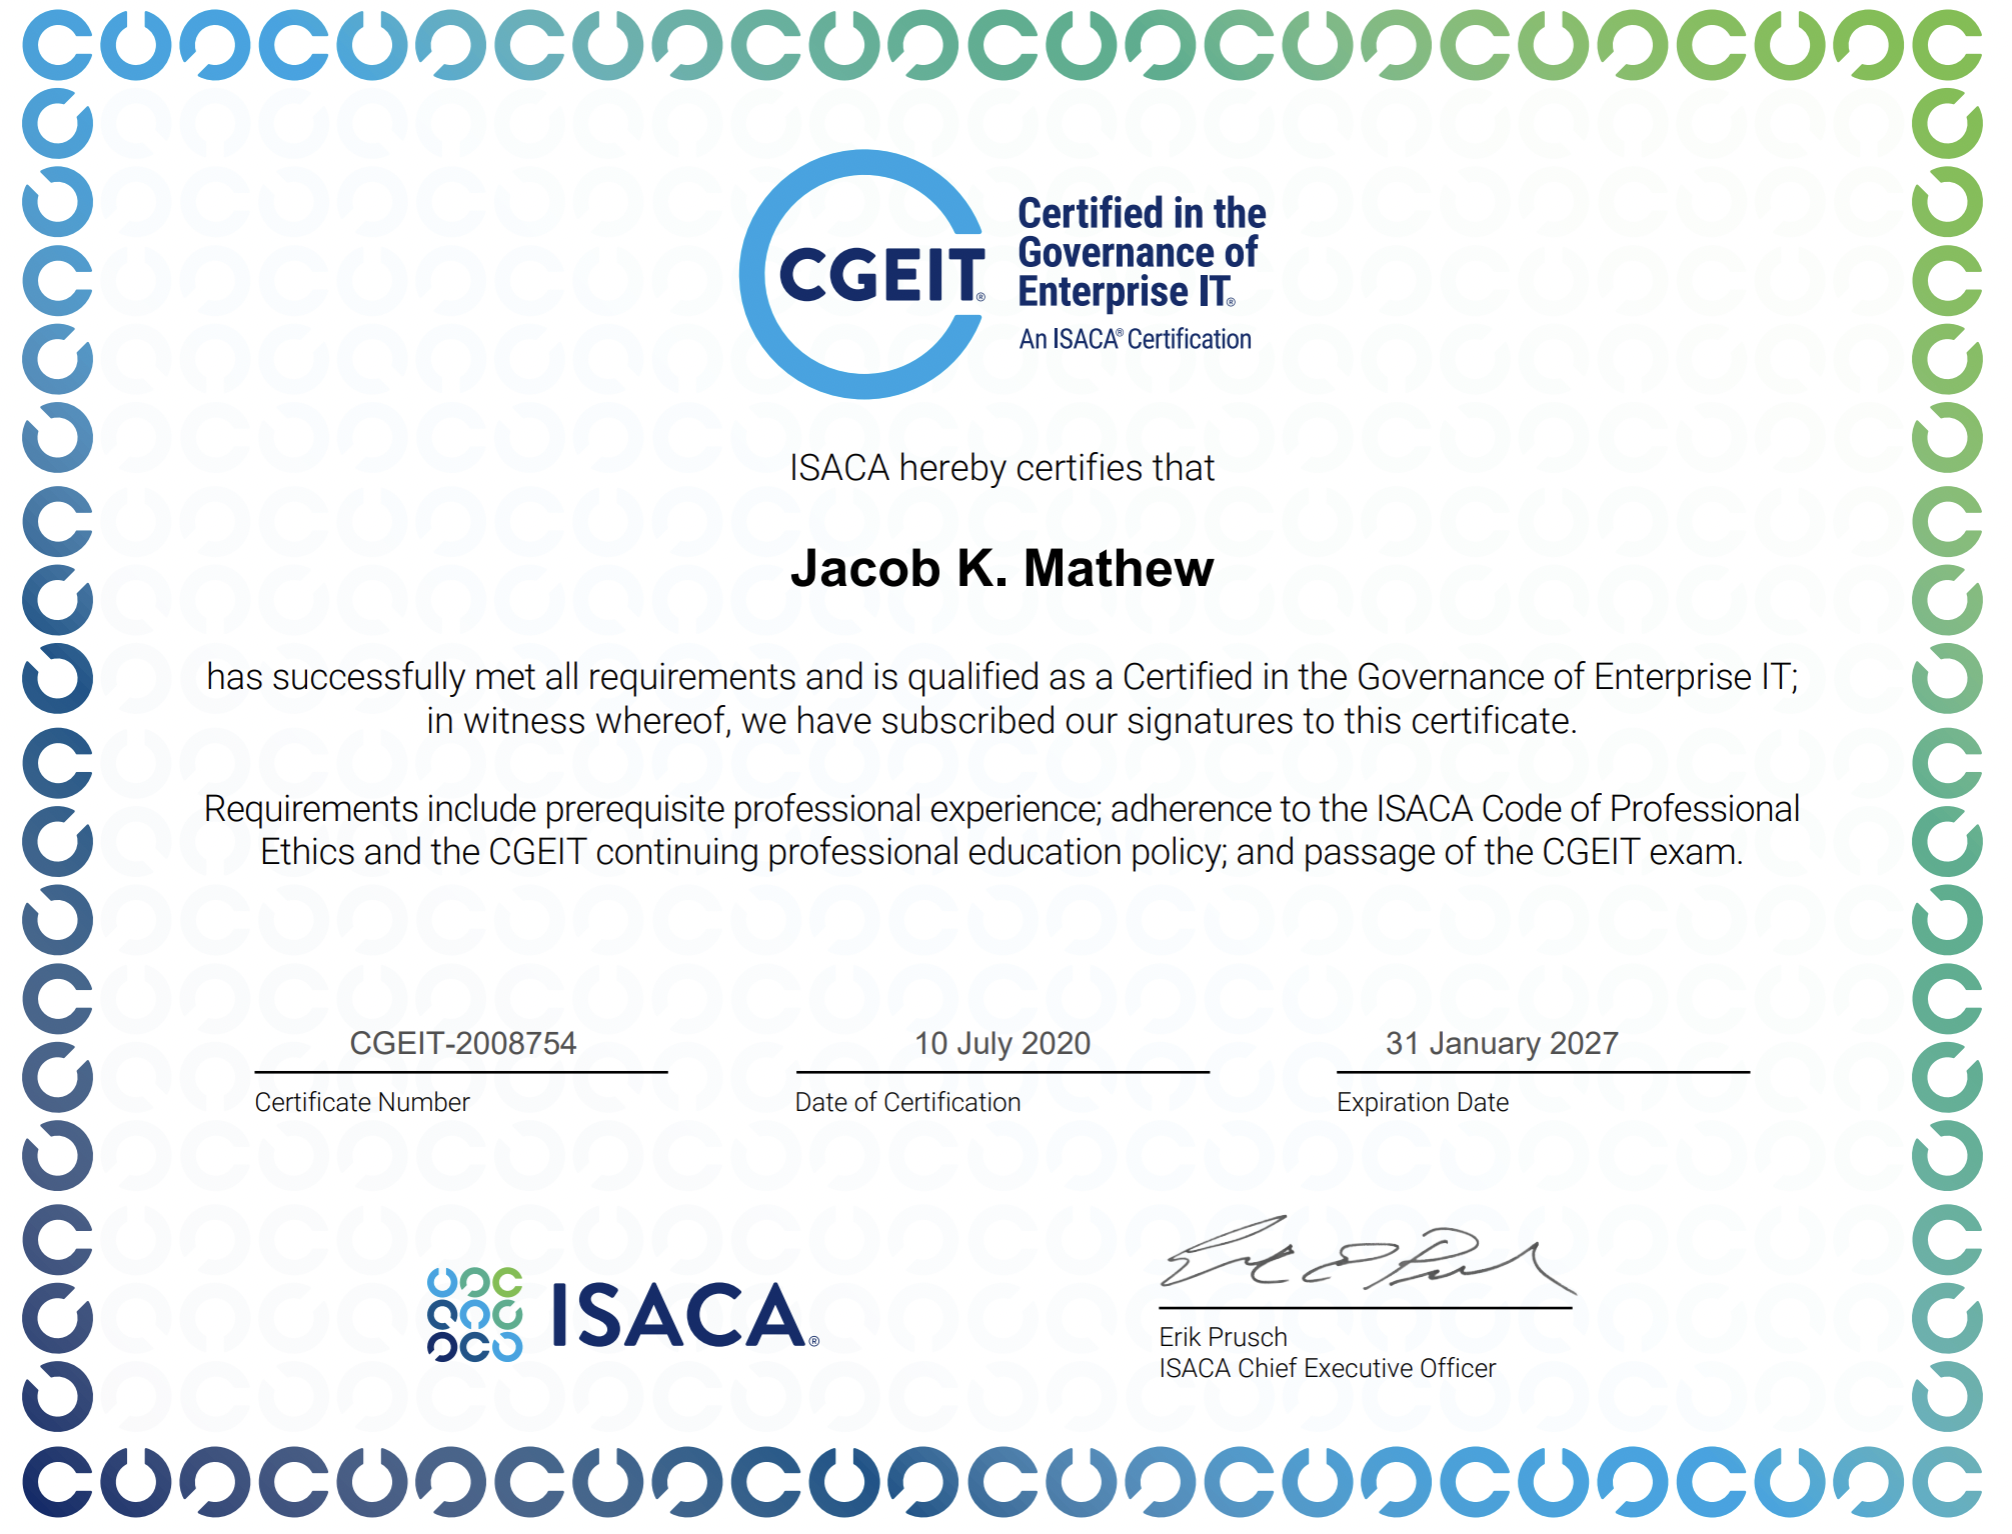 CGEIT®
Certified in the
Governance of
Enterprise IT®
An ISACA® Certification
ISACA hereby certifies that
Jacob K. Mathew
has successfully met all requirements and is qualified as a Certified in the Governance of Enterprise IT;
in witness whereof, we have subscribed our signatures to this certificate.
Requirements include prerequisite professional experience; adherence to the ISACA Code of Professional
Ethics and the CGEIT continuing professional education policy; and passage of the CGEIT exam.
CGEIT-2008754
Certificate Number
10 July 2020
Date of Certification
31 January 2027
Expiration Date
ISACA®
Erik Prusch
ISACA Chief Executive Officer